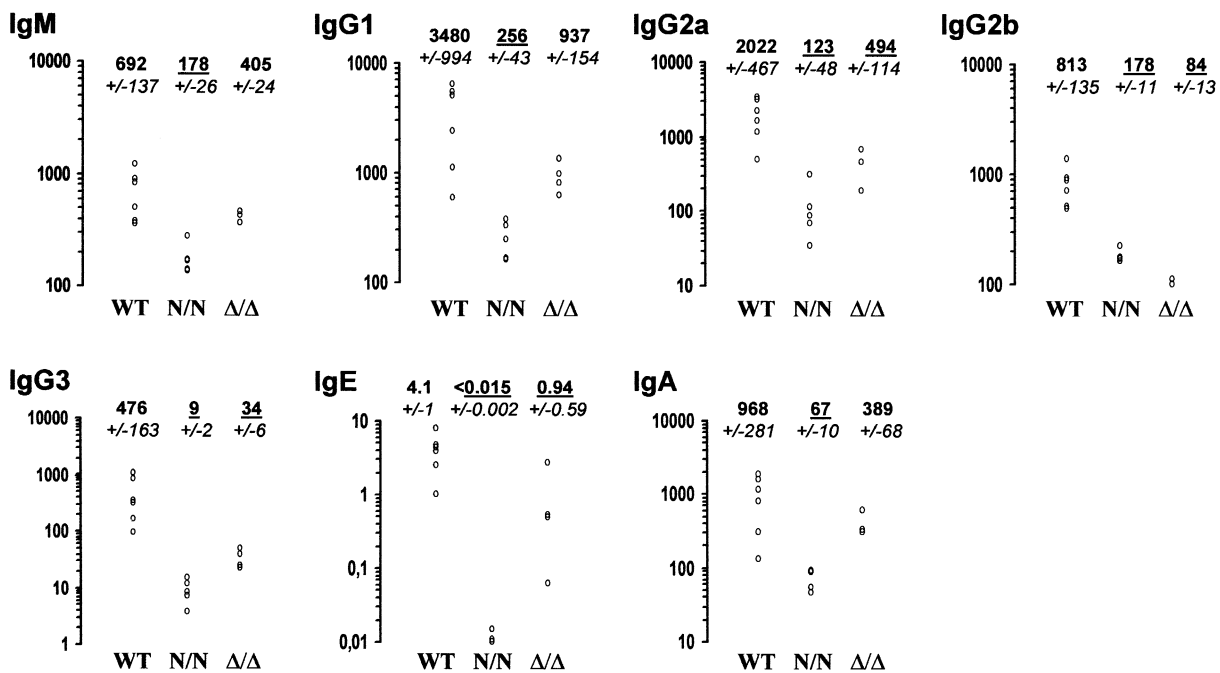 IgM
692 178 405
+/-137 +/-26 +/-24
10000
1000
100
WT N/N Δ/Δ
IgG1
3480 256 937
+/-994 +/-43 +/-154
10000
1000
100
WT N/N Δ/Δ
IgG2a
2022 123 494
+/-467 +/-48 +/-114
10000
1000
100
10
WT N/N Δ/Δ
IgG2b
813 178 84
+/-135 +/-11 +/-13
10000
1000
100
WT N/N Δ/Δ
IgG3
476 9 34
+/-163 +/-2 +/-6
10000
1000
100
10
1
WT N/N Δ/Δ
IgE
4.1 <0.015 0.94
+/-1 +/-0.002 +/-0.59
10
1
0,1
0,01
WT N/N Δ/Δ
IgA
968 67 389
+/-281 +/-10 +/-68
10000
1000
100
10
WT N/N Δ/Δ